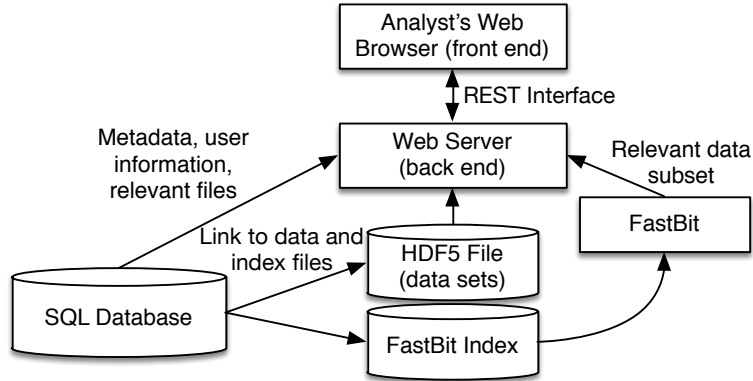 Analyst's Web
Browser (front end)
REST Interface
Web Server
(back end)
Metadata, user
information,
relevant files
Relevant data
subset
FastBit
Link to data and
index files
HDF5 File
(data sets)
SQL Database
FastBit Index